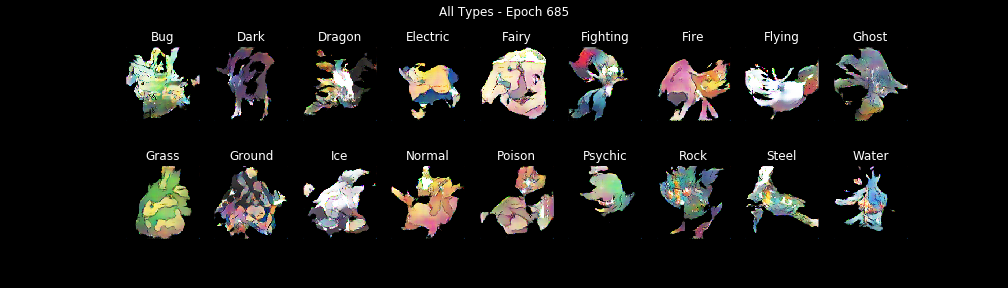 All Types - Epoch 685
Bug Dark Dragon Electric Fairy Fighting Fire Flying Ghost
Grass Ground Ice Normal Poison Psychic Rock Steel Water